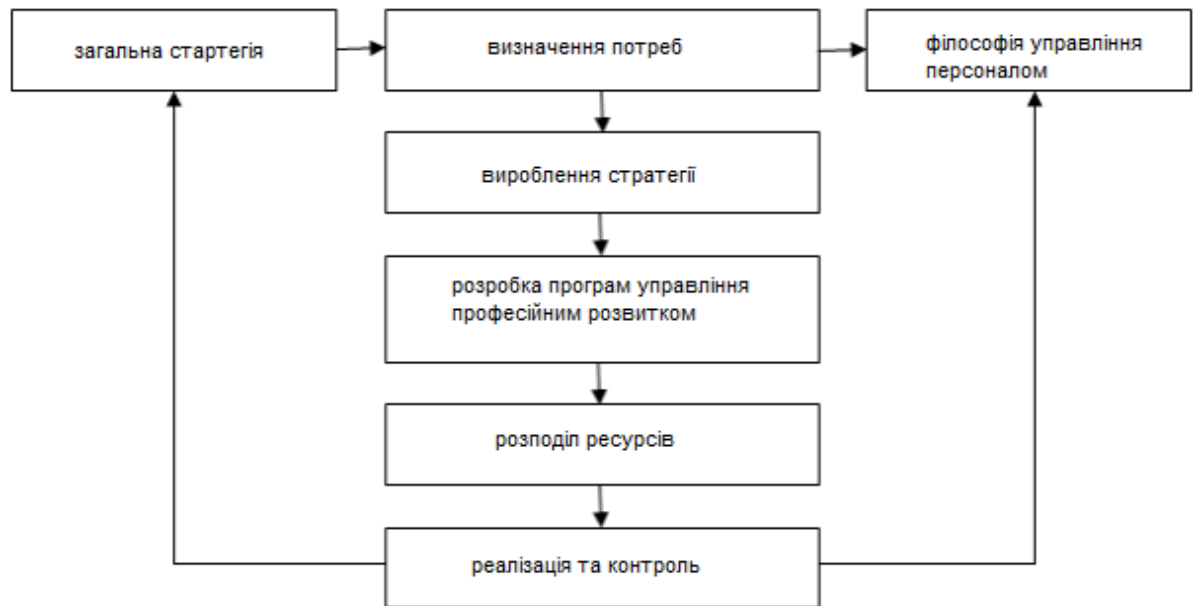 загальна стартегія
визначення потреб
філософія управління
персоналом
вироблення стратегії
розробка програм управління
професійним розвитком
розподіл ресурсів
реалізація та контроль